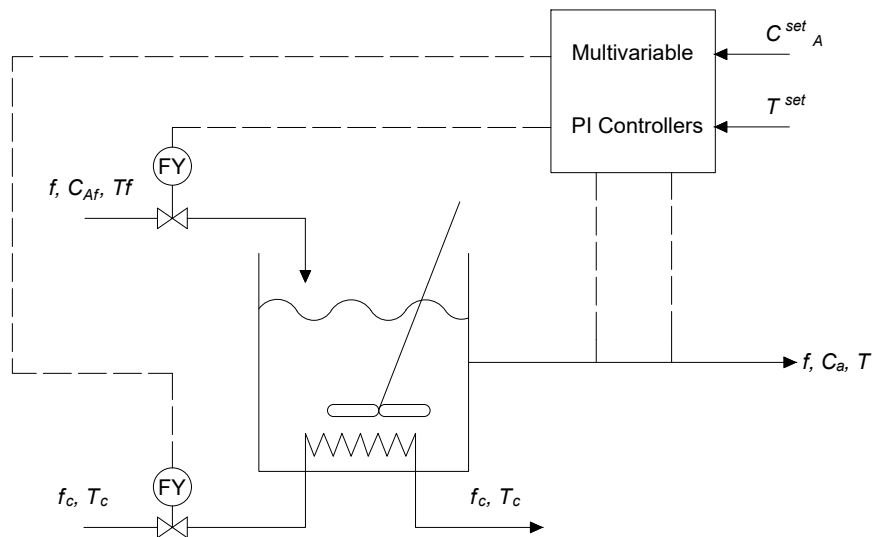 C set A
Multivariable
T set
PI Controllers
FY
f, CAf, Tf
f, Ca, T
FY
fc, Tc
fc, Tc